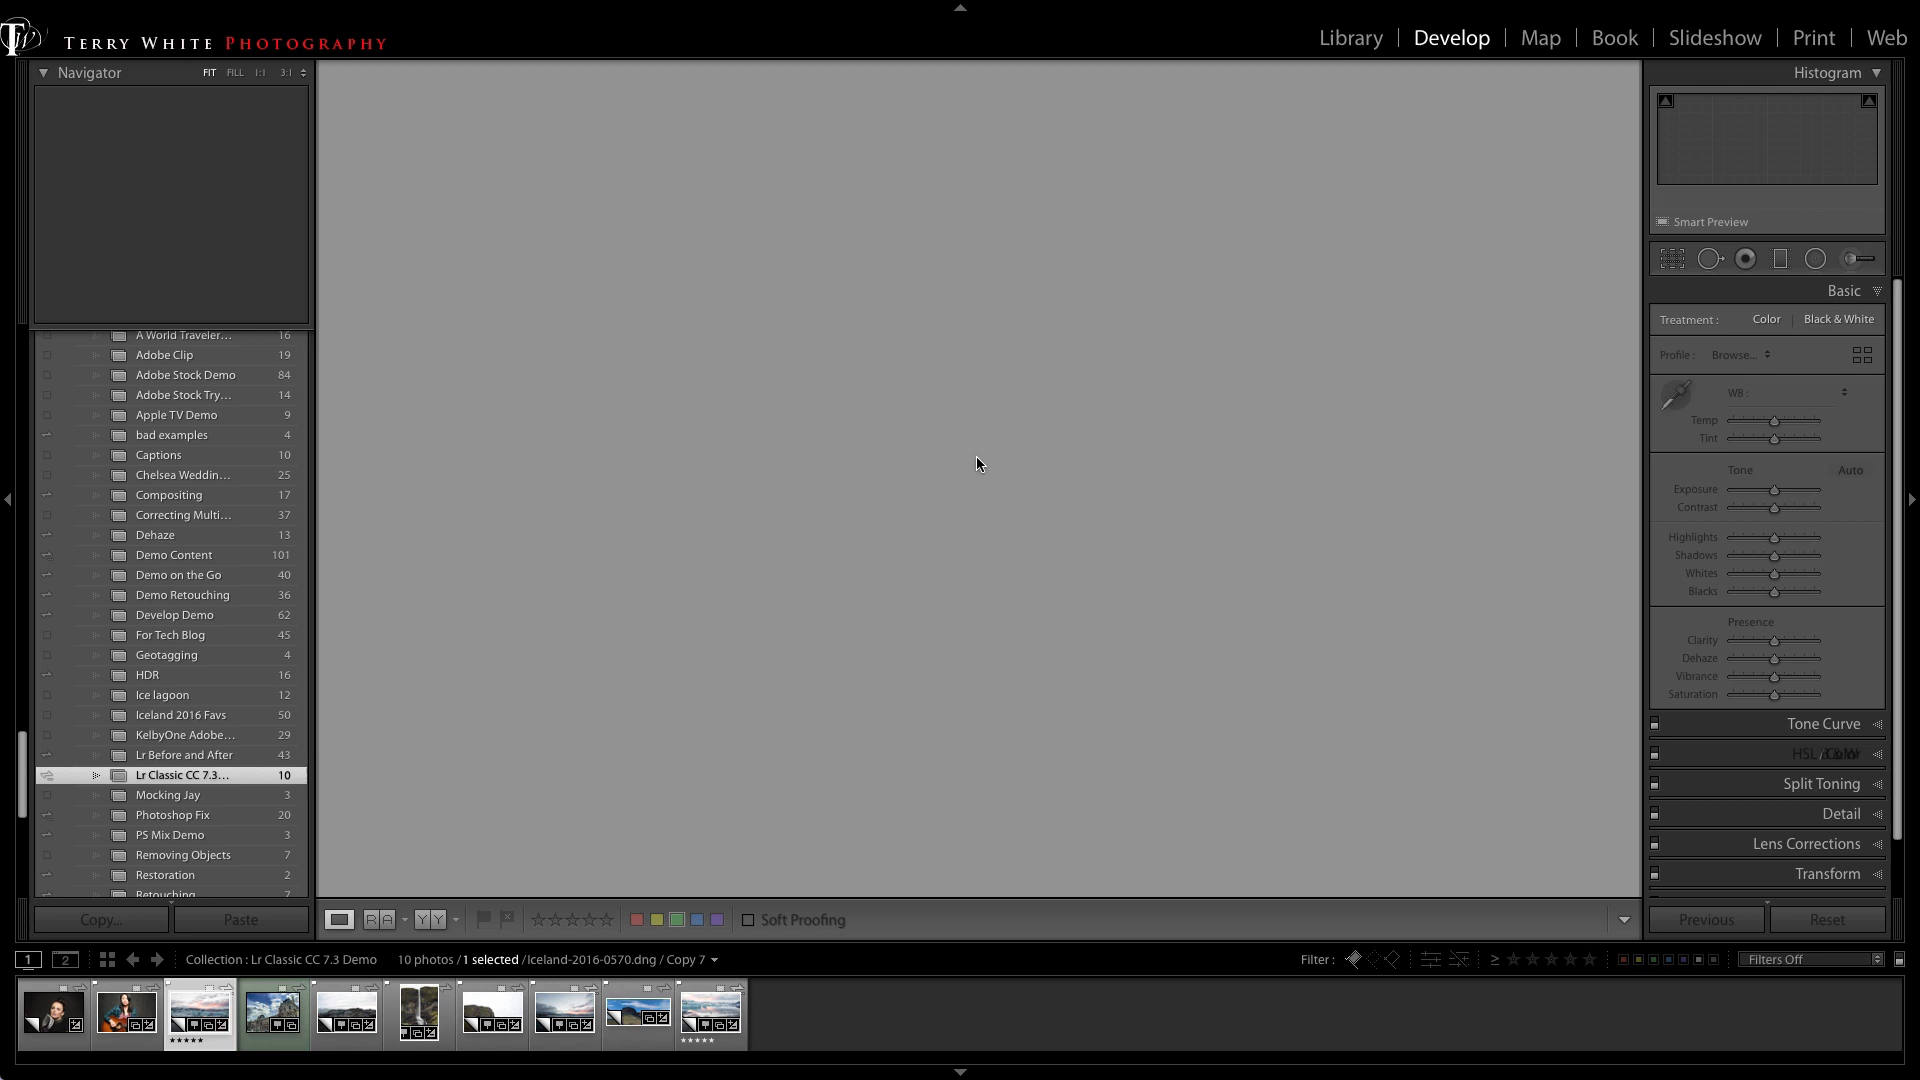 TW TERRY WHITE PHOTOGRAPHY
Library | Develop | Map | Book | Slideshow | Print | Web
Navigator FIT FILL 1:1 3:1
Histogram
Smart Preview
Basic
Treatment : Color | Black & White
Profile : Browse...
WB :
Temp
Tint
Tone Auto
Exposure
Contrast
Highlights
Shadows
Whites
Blacks
Presence
Clarity
Dehaze
Vibrance
Saturation
Tone Curve
HSL
Split Toning
Detail
Lens Corrections
Transform
Previous Reset
A World Traveler... 16
Adobe Clip 19
Adobe Stock Demo 84
Adobe Stock Try... 14
Apple TV Demo 9
bad examples 4
Captions 10
Chelsea Weddin... 25
Compositing 17
Correcting Multi... 37
Dehaze 13
Demo Content 101
Demo on the Go 40
Demo Retouching 36
Develop Demo 62
For Tech Blog 45
Geotagging 4
HDR 16
Ice lagoon 12
Iceland 2016 Favs 50
KelbyOne Adobe... 29
Lr Before and After 43
Lr Classic CC 7.3... 10
Mocking Jay 3
Photoshop Fix 20
PS Mix Demo 3
Removing Objects 7
Restoration 2
Retouching 7
Copy... Paste
R A Y Y Soft Proofing
1 2 Collection : Lr Classic CC 7.3 Demo 10 photos / 1 selected / Iceland-2016-0570.dng / Copy 7 Filter : ≥ Filters Off